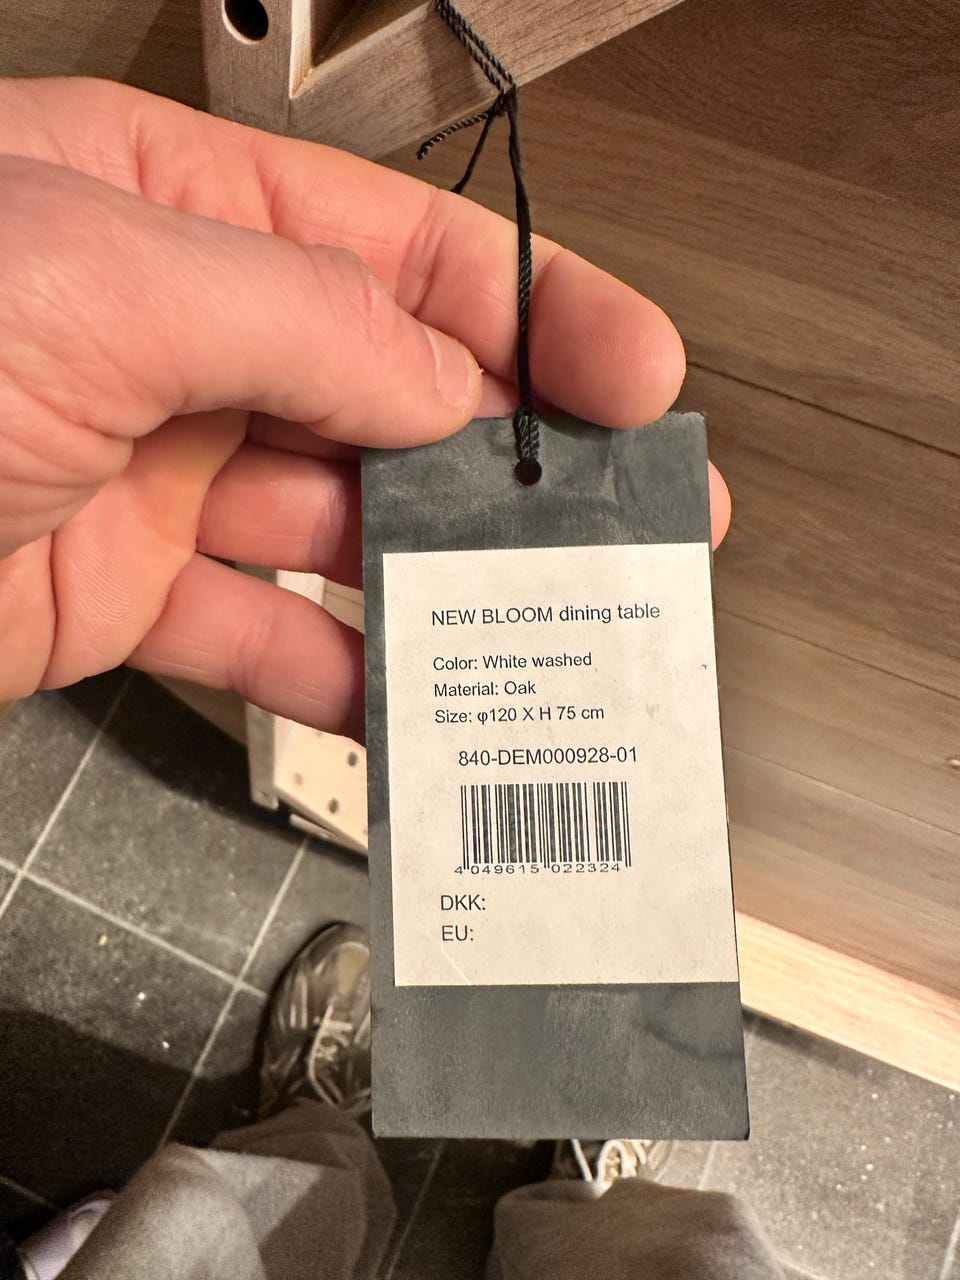 NEW BLOOM dining table
Color: White washed
Material: Oak
Size: φ120 X H 75 cm
840-DEM000928-01
4 049615 022324
DKK:
EU: